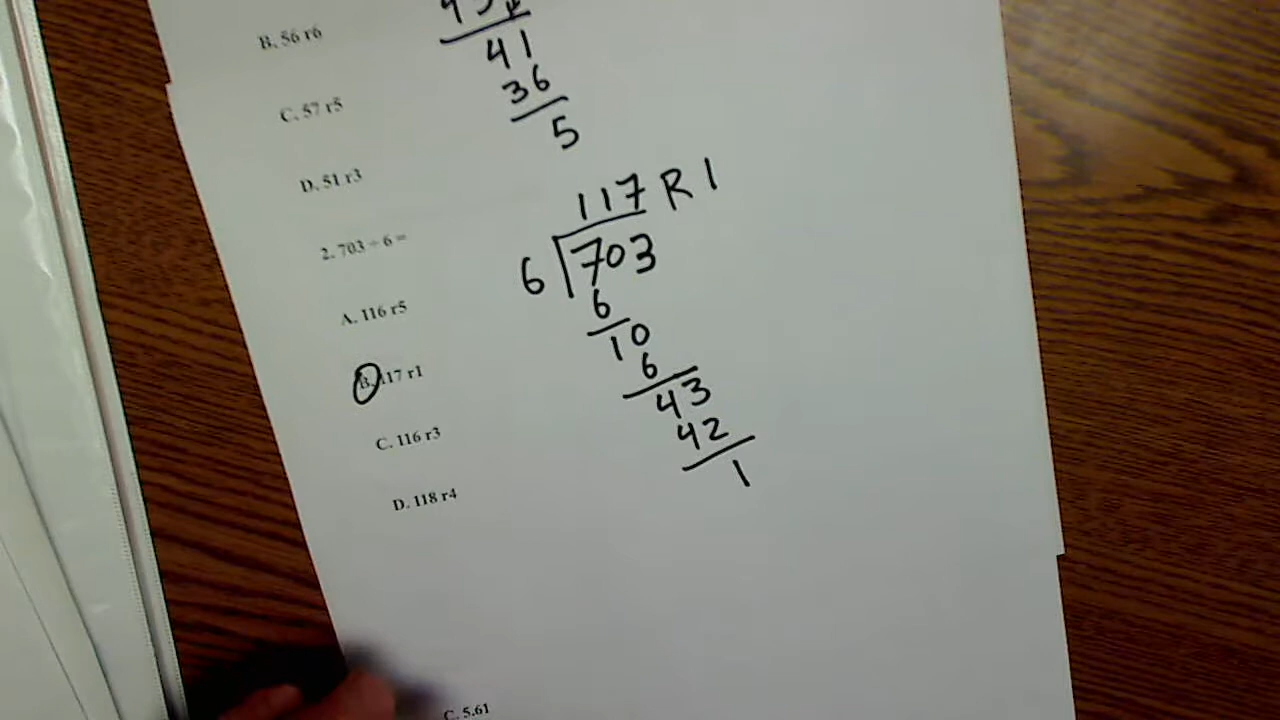 B. 56 r6
41
36
C. 57 r5
5
D. 51 r3
117 R 1
2. 703 ÷ 6 =
6 703
A. 116 r5
6
10
B. 117 r1
6
43
C. 116 r3
42
1
D. 118 r4
C. 5.61